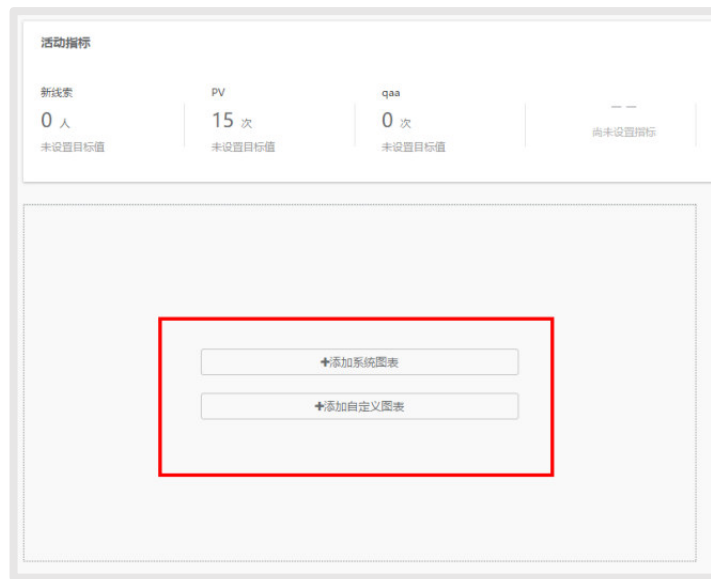 活动指标
新线索 PV qaa
0 人 15 次 0 次 — —
未设置目标值 未设置目标值 未设置目标值 尚未设置指标
+添加系统图表
+添加自定义图表